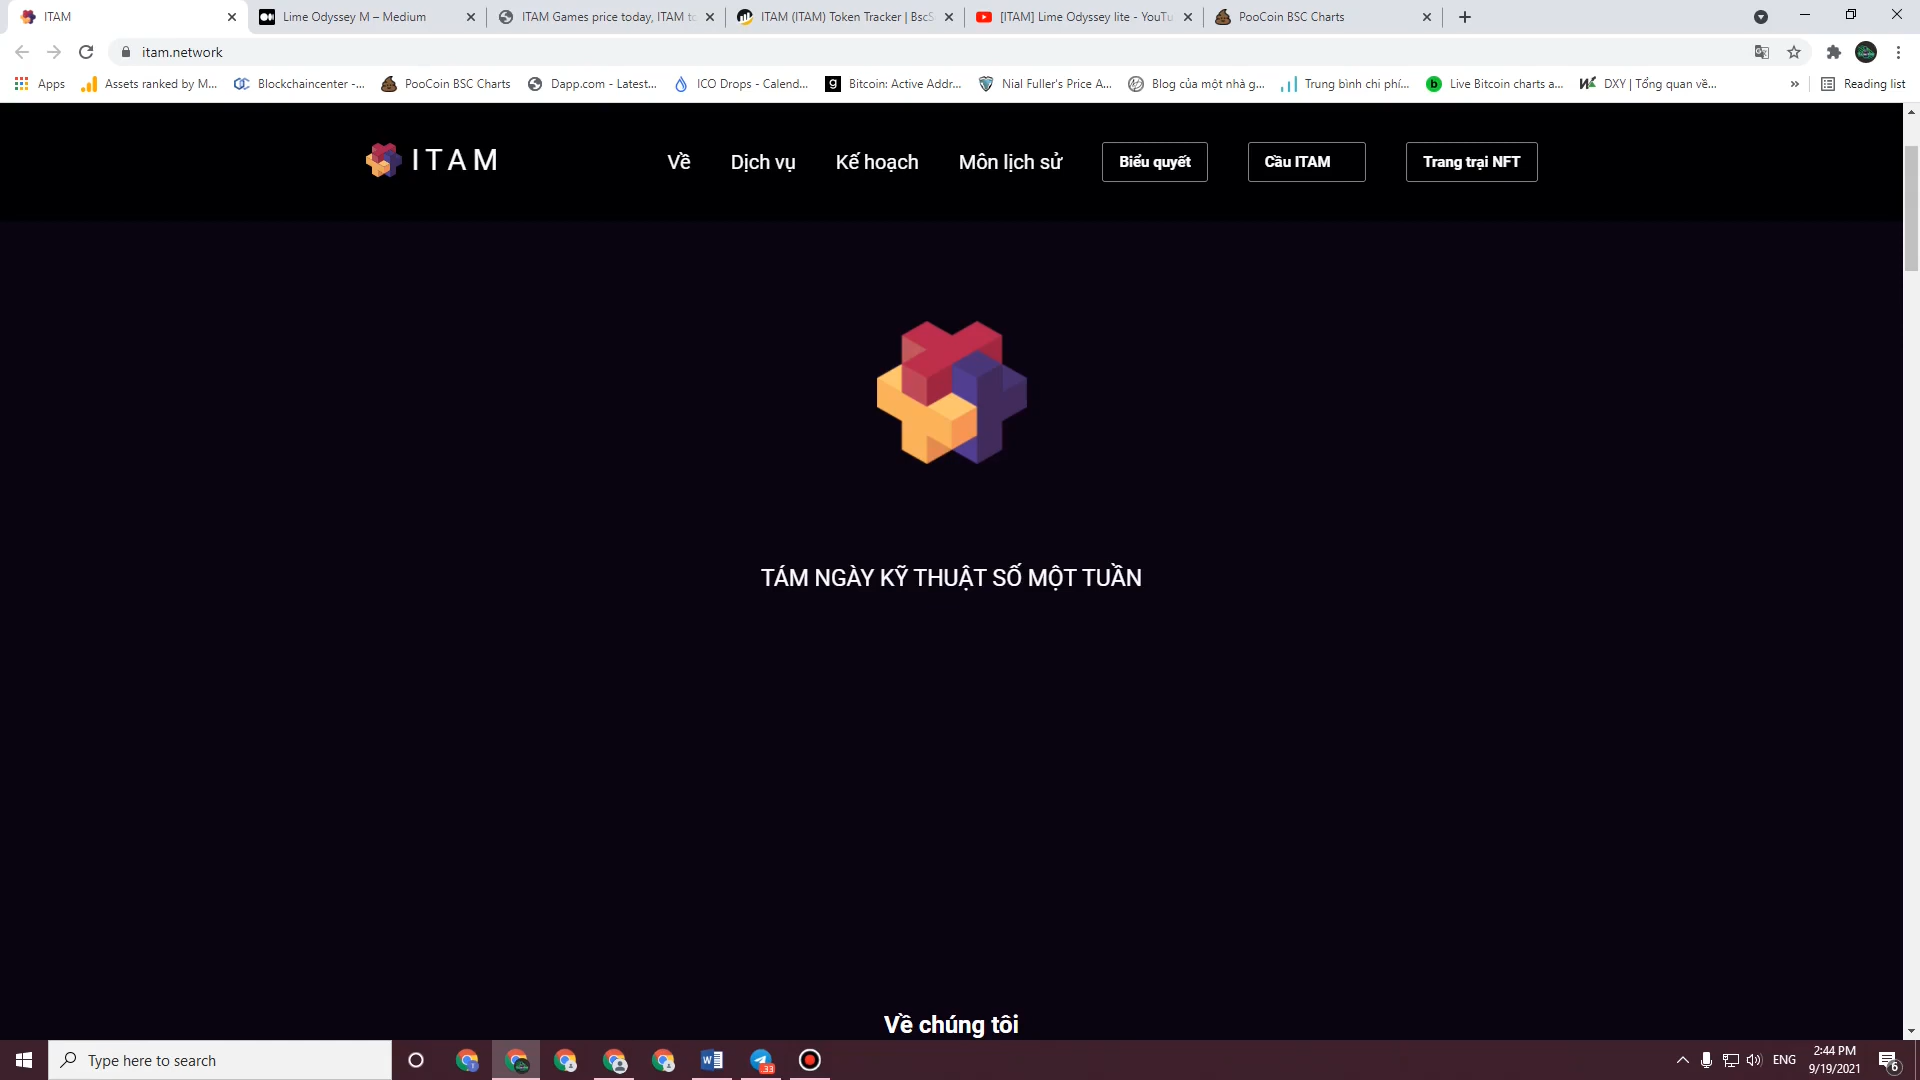 ITAM
Lime Odyssey M – Medium
ITAM Games price today, ITAM to
ITAM (ITAM) Token Tracker | BscS
[ITAM] Lime Odyssey lite - YouTu
PooCoin BSC Charts
itam.network
Apps
Assets ranked by M...
Blockchaincenter -...
PooCoin BSC Charts
Dapp.com - Latest...
ICO Drops - Calend...
Bitcoin: Active Addr...
Nial Fuller's Price A...
Blog của một nhà g...
Trung bình chi phí...
Live Bitcoin charts a...
DXY | Tổng quan về...
»
Reading list
ITAM
Về
Dịch vụ
Kế hoạch
Môn lịch sử
Biểu quyết
Cầu ITAM
Trang trại NFT
TÁM NGÀY KỸ THUẬT SỐ MỘT TUẦN
Về chúng tôi
Type here to search
33
ENG
2:44 PM
9/19/2021
6